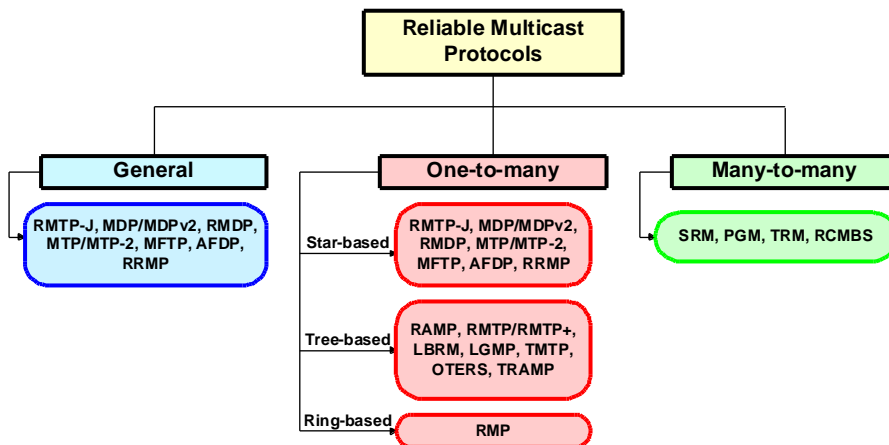 Reliable Multicast
Protocols
General
One-to-many
Many-to-many
RMTP-J, MDP/MDPv2, RMDP,
MTP/MTP-2, MFTP, AFDP,
RRMP
Star-based
RMTP-J, MDP/MDPv2,
RMDP, MTP/MTP-2,
MFTP, AFDP, RRMP
SRM, PGM, TRM, RCMBS
Tree-based
RAMP, RMTP/RMTP+,
LBRM, LGMP, TMTP,
OTERS, TRAMP
Ring-based
RMP